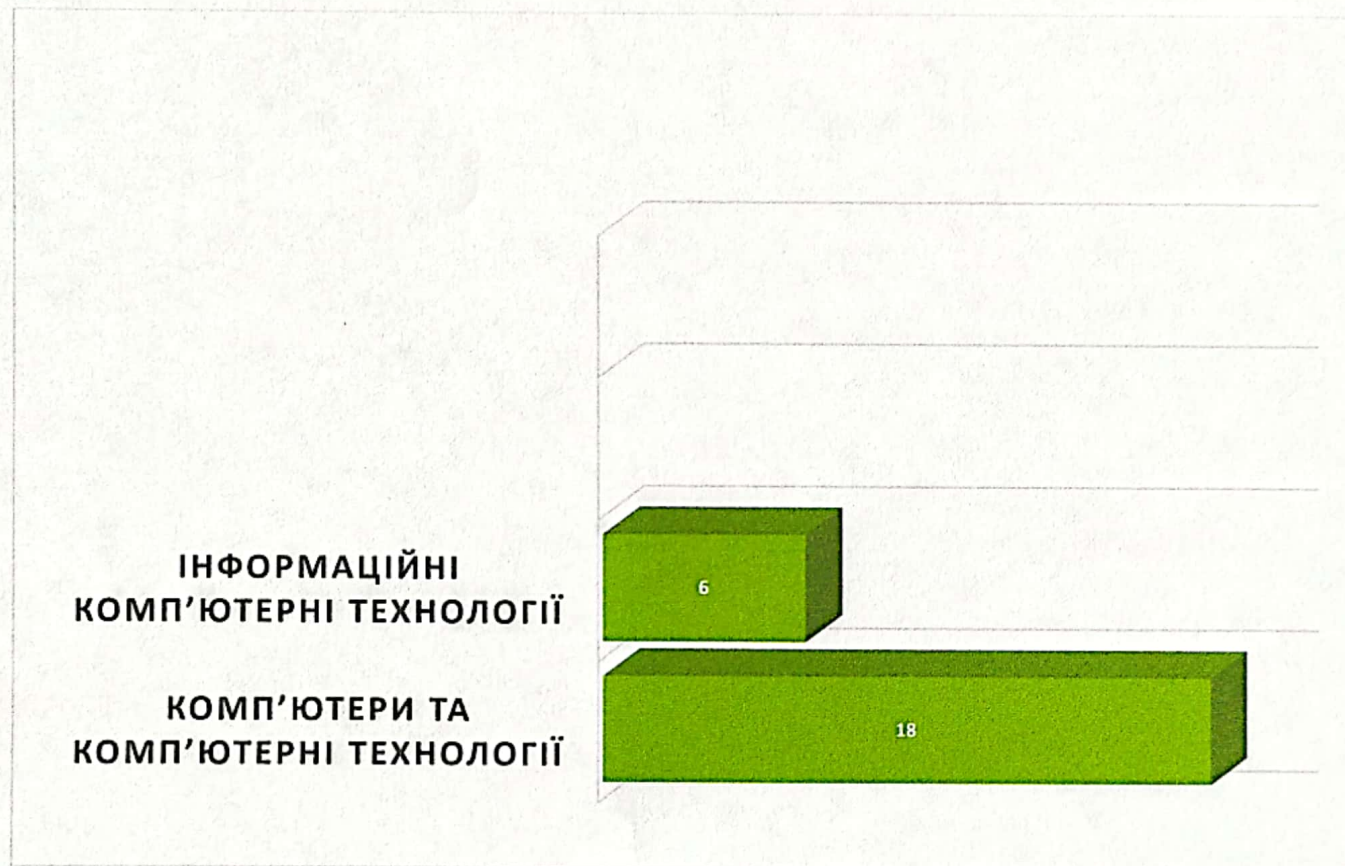 ІНФОРМАЦІЙНІ
КОМП’ЮТЕРНІ ТЕХНОЛОГІЇ
6
КОМП’ЮТЕРИ ТА
КОМП’ЮТЕРНІ ТЕХНОЛОГІЇ
18